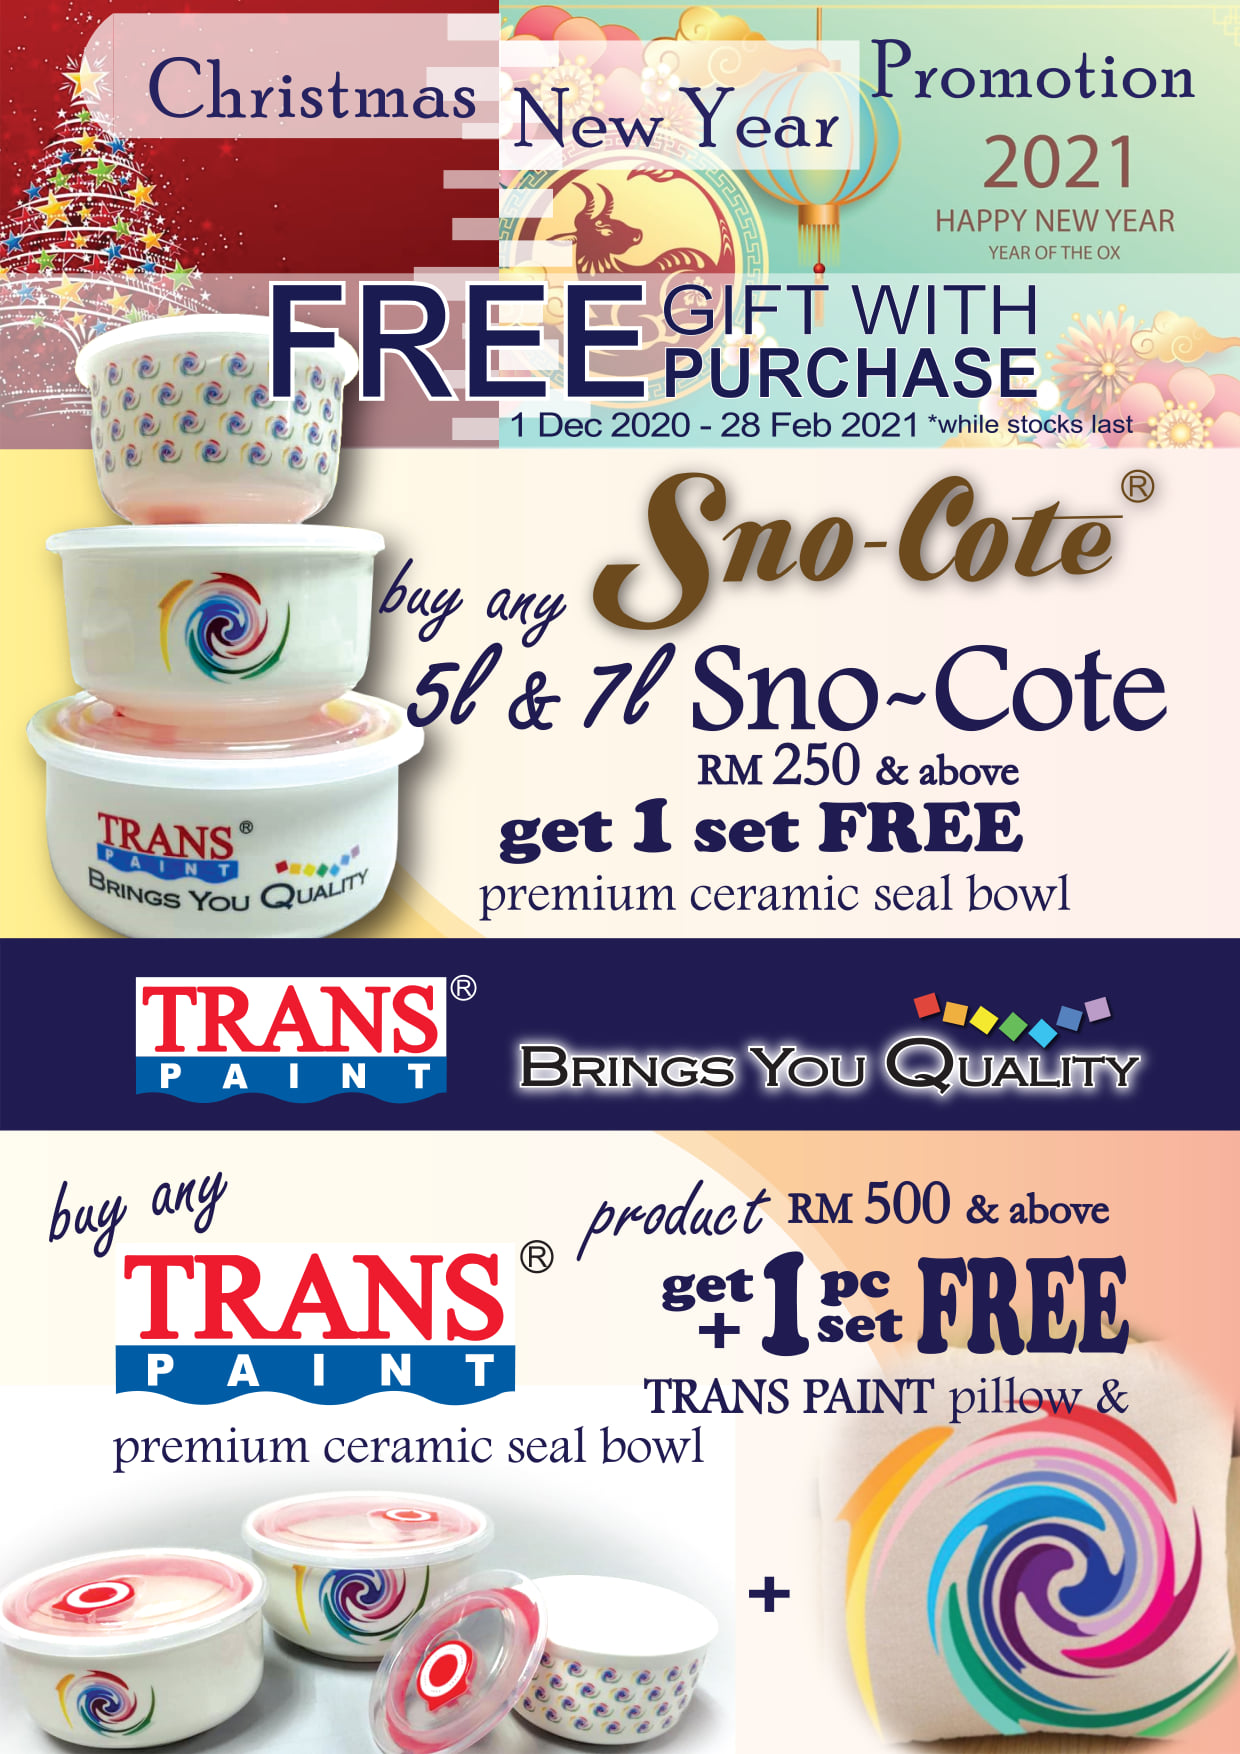 Christmas
New Year
Promotion
2021
HAPPY NEW YEAR
YEAR OF THE OX
FREE GIFT WITH
PURCHASE
1 Dec 2020 - 28 Feb 2021 *while stocks last
Sno-Cote®
buy any
5l & 7l Sno~Cote
RM 250 & above
get 1 set FREE
premium ceramic seal bowl
TRANS®
PAINT
BRINGS YOU QUALITY
TRANS®
PAINT
BRINGS YOU QUALITY
buy any
TRANS®
PAINT
product RM 500 & above
get + 1 pc set FREE
TRANS PAINT pillow &
premium ceramic seal bowl
+